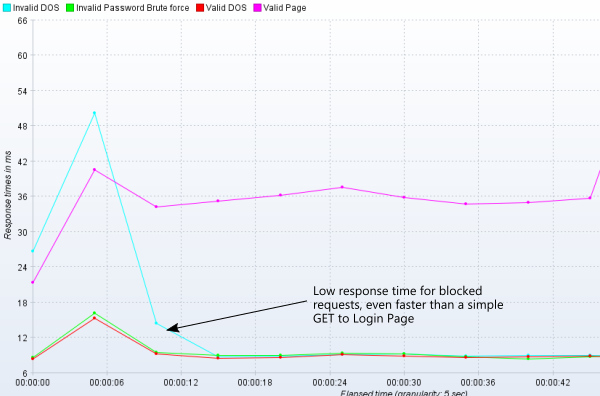 Invalid DOS Invalid Password Brute force Valid DOS Valid Page
66
60
54
48
42
36
30
24
18
12
6
Response times in ms
Low response time for blocked
requests, even faster than a simple
GET to Login Page
00:00:00 00:00:06 00:00:12 00:00:18 00:00:24 00:00:30 00:00:36 00:00:42
Elapsed time (granularity: 5 sec)